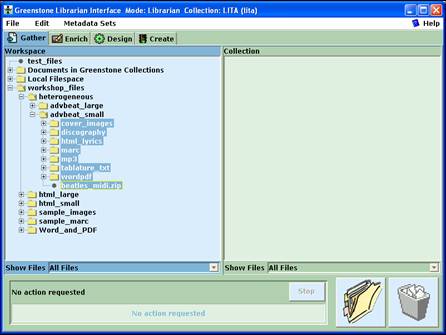 Greenstone Librarian Interface Mode: Librarian Collection: LITA (lita)
File Edit Metadata Sets Help
Gather Enrich Design Create
Workspace Collection
test_files
Documents in Greenstone Collections
Local Filespace
workshop_files
heterogeneous
advbeat_large
advbeat_small
cover_images
discography
html_lyrics
marc
mp3
tablature_txt
wordpdf
beatles_midi.zip
html_large
html_small
sample_images
sample_marc
Word_and_PDF
Show Files All Files Show Files All Files
No action requested Stop
No action requested